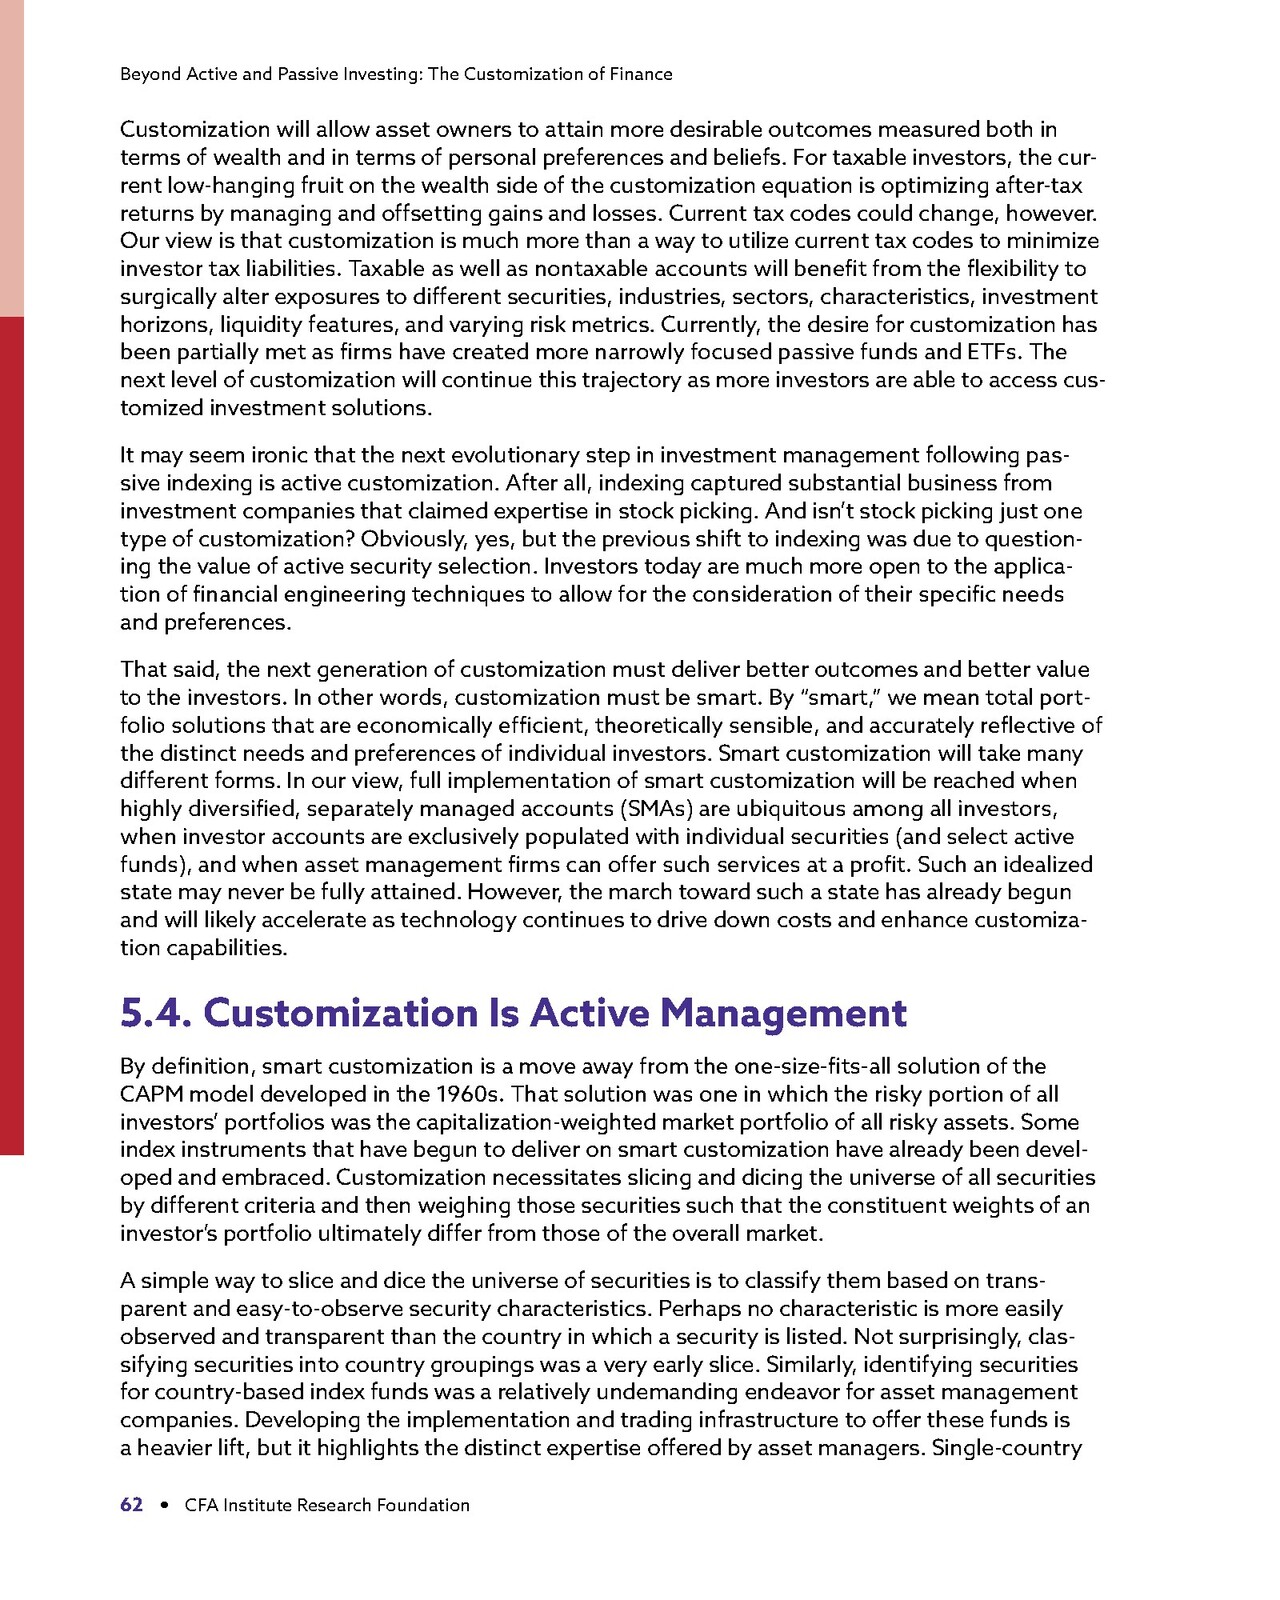 Beyond Active and Passive Investing: The Customization of Finance
Customization will allow asset owners to attain more desirable outcomes measured both in
terms of wealth and in terms of personal preferences and beliefs. For taxable investors, the cur-
rent low-hanging fruit on the wealth side of the customization equation is optimizing after-tax
returns by managing and offsetting gains and losses. Current tax codes could change, however.
Our view is that customization is much more than a way to utilize current tax codes to minimize
investor tax liabilities. Taxable as well as nontaxable accounts will benefit from the flexibility to
surgically alter exposures to different securities, industries, sectors, characteristics, investment
horizons, liquidity features, and varying risk metrics. Currently, the desire for customization has
been partially met as firms have created more narrowly focused passive funds and ETFs. The
next level of customization will continue this trajectory as more investors are able to access cus-
tomized investment solutions.
It may seem ironic that the next evolutionary step in investment management following pas-
sive indexing is active customization. After all, indexing captured substantial business from
investment companies that claimed expertise in stock picking. And isn’t stock picking just one
type of customization? Obviously, yes, but the previous shift to indexing was due to question-
ing the value of active security selection. Investors today are much more open to the applica-
tion of financial engineering techniques to allow for the consideration of their specific needs
and preferences.
That said, the next generation of customization must deliver better outcomes and better value
to the investors. In other words, customization must be smart. By “smart,” we mean total port-
folio solutions that are economically efficient, theoretically sensible, and accurately reflective of
the distinct needs and preferences of individual investors. Smart customization will take many
different forms. In our view, full implementation of smart customization will be reached when
highly diversified, separately managed accounts (SMAs) are ubiquitous among all investors,
when investor accounts are exclusively populated with individual securities (and select active
funds), and when asset management firms can offer such services at a profit. Such an idealized
state may never be fully attained. However, the march toward such a state has already begun
and will likely accelerate as technology continues to drive down costs and enhance customiza-
tion capabilities.
5.4. Customization Is Active Management
By definition, smart customization is a move away from the one-size-fits-all solution of the
CAPM model developed in the 1960s. That solution was one in which the risky portion of all
investors’ portfolios was the capitalization-weighted market portfolio of all risky assets. Some
index instruments that have begun to deliver on smart customization have already been devel-
oped and embraced. Customization necessitates slicing and dicing the universe of all securities
by different criteria and then weighing those securities such that the constituent weights of an
investor’s portfolio ultimately differ from those of the overall market.
A simple way to slice and dice the universe of securities is to classify them based on trans-
parent and easy-to-observe security characteristics. Perhaps no characteristic is more easily
observed and transparent than the country in which a security is listed. Not surprisingly, clas-
sifying securities into country groupings was a very early slice. Similarly, identifying securities
for country-based index funds was a relatively undemanding endeavor for asset management
companies. Developing the implementation and trading infrastructure to offer these funds is
a heavier lift, but it highlights the distinct expertise offered by asset managers. Single-country
62 • CFA Institute Research Foundation